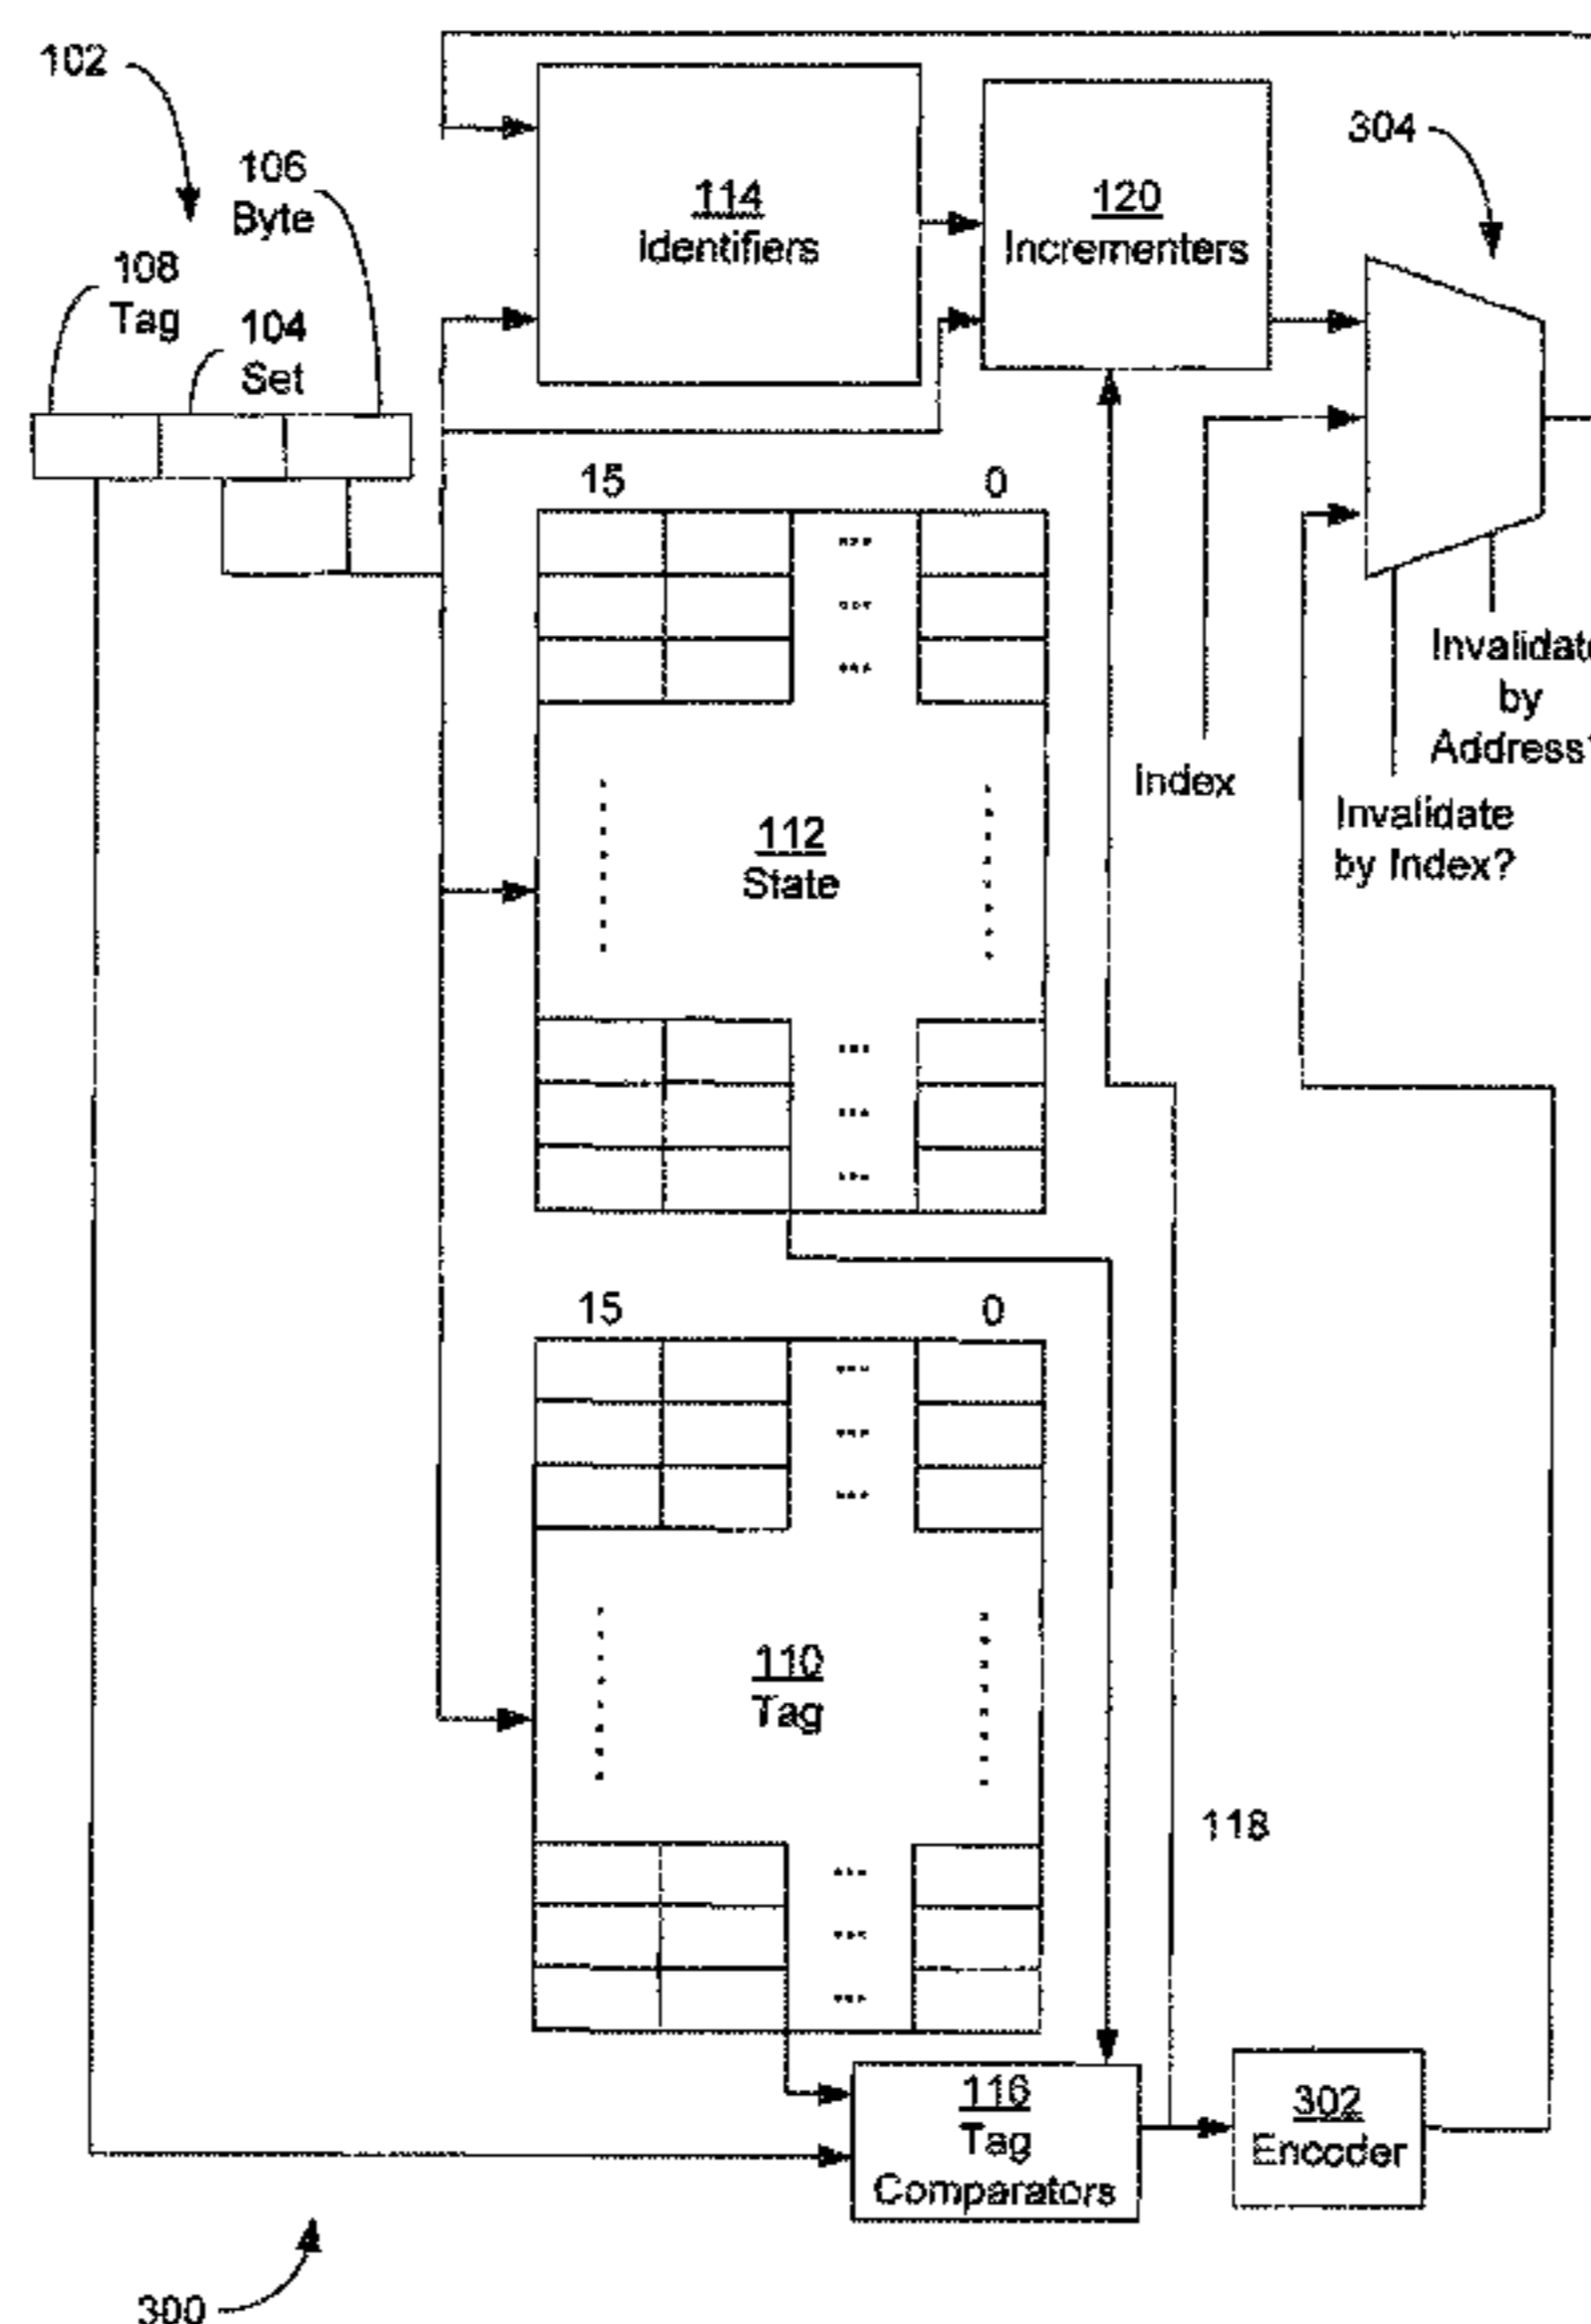 102
106
Byte
108
Tag
104
Set
114
Identifiers
120
Incrementers
304
15
0
112
State
Index
Invalidate
by Index?
Invalidate
by
Address?
15
0
110
Tag
118
116
Tag
Comparators
302
Encoder
300